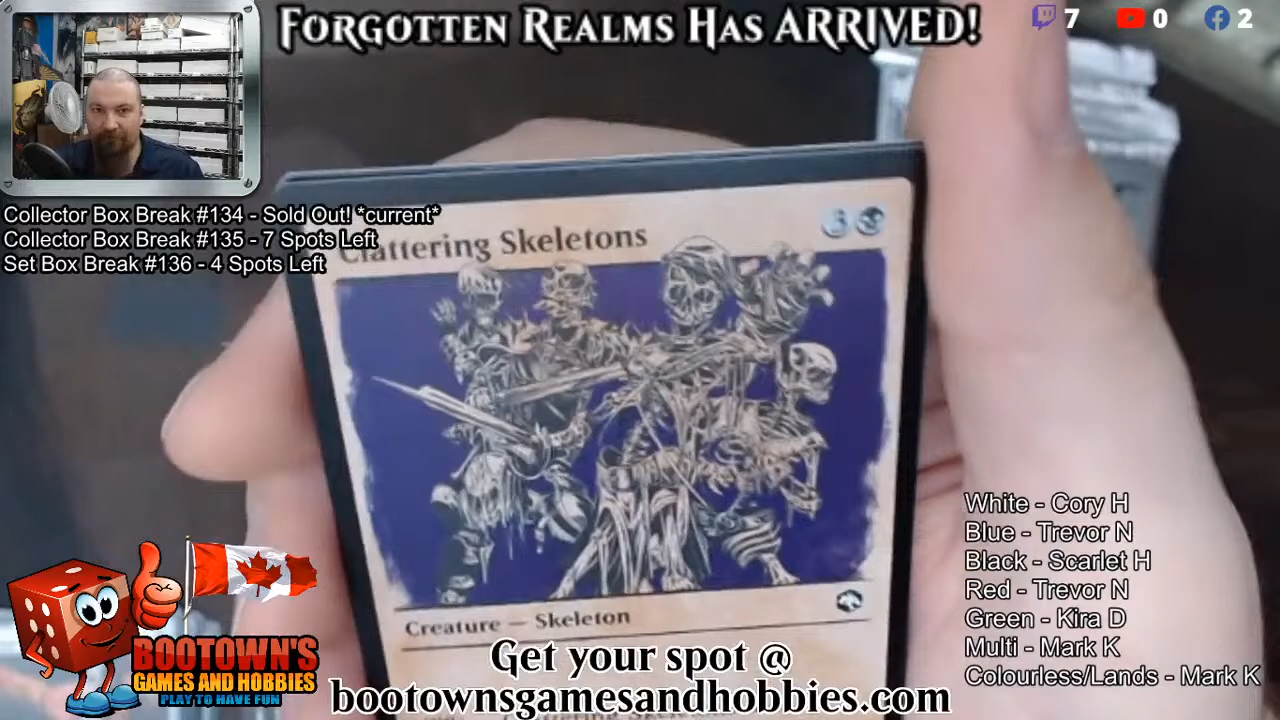 FORGOTTEN REALMS HAS ARRIVED!
7 0 2
Collector Box Break #134 - Sold Out! *current*
Collector Box Break #135 - 7 Spots Left
Set Box Break #136 - 4 Spots Left
Clattering Skeletons
3
Creature — Skeleton
White - Cory H
Blue - Trevor N
Black - Scarlet H
Red - Trevor N
Green - Kira D
Multi - Mark K
Colourless/Lands - Mark K
BOOTOWN'S
GAMES AND HOBBIES
PLAY TO HAVE FUN
Get your spot @
bootownsgamesandhobbies.com